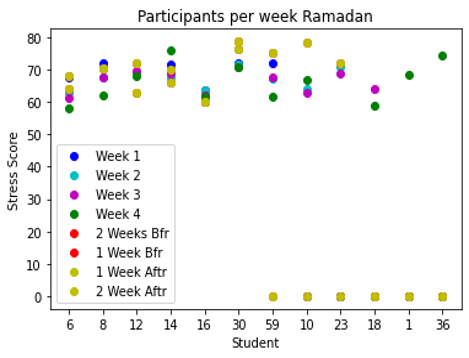 Participants per week Ramadan
Stress Score
80
70
60
50
40
30
20
10
0
Week 1
Week 2
Week 3
Week 4
2 Weeks Bfr
1 Week Bfr
1 Week Aftr
2 Week Aftr
6 8 12 14 16 30 59 10 23 18 1 36
Student